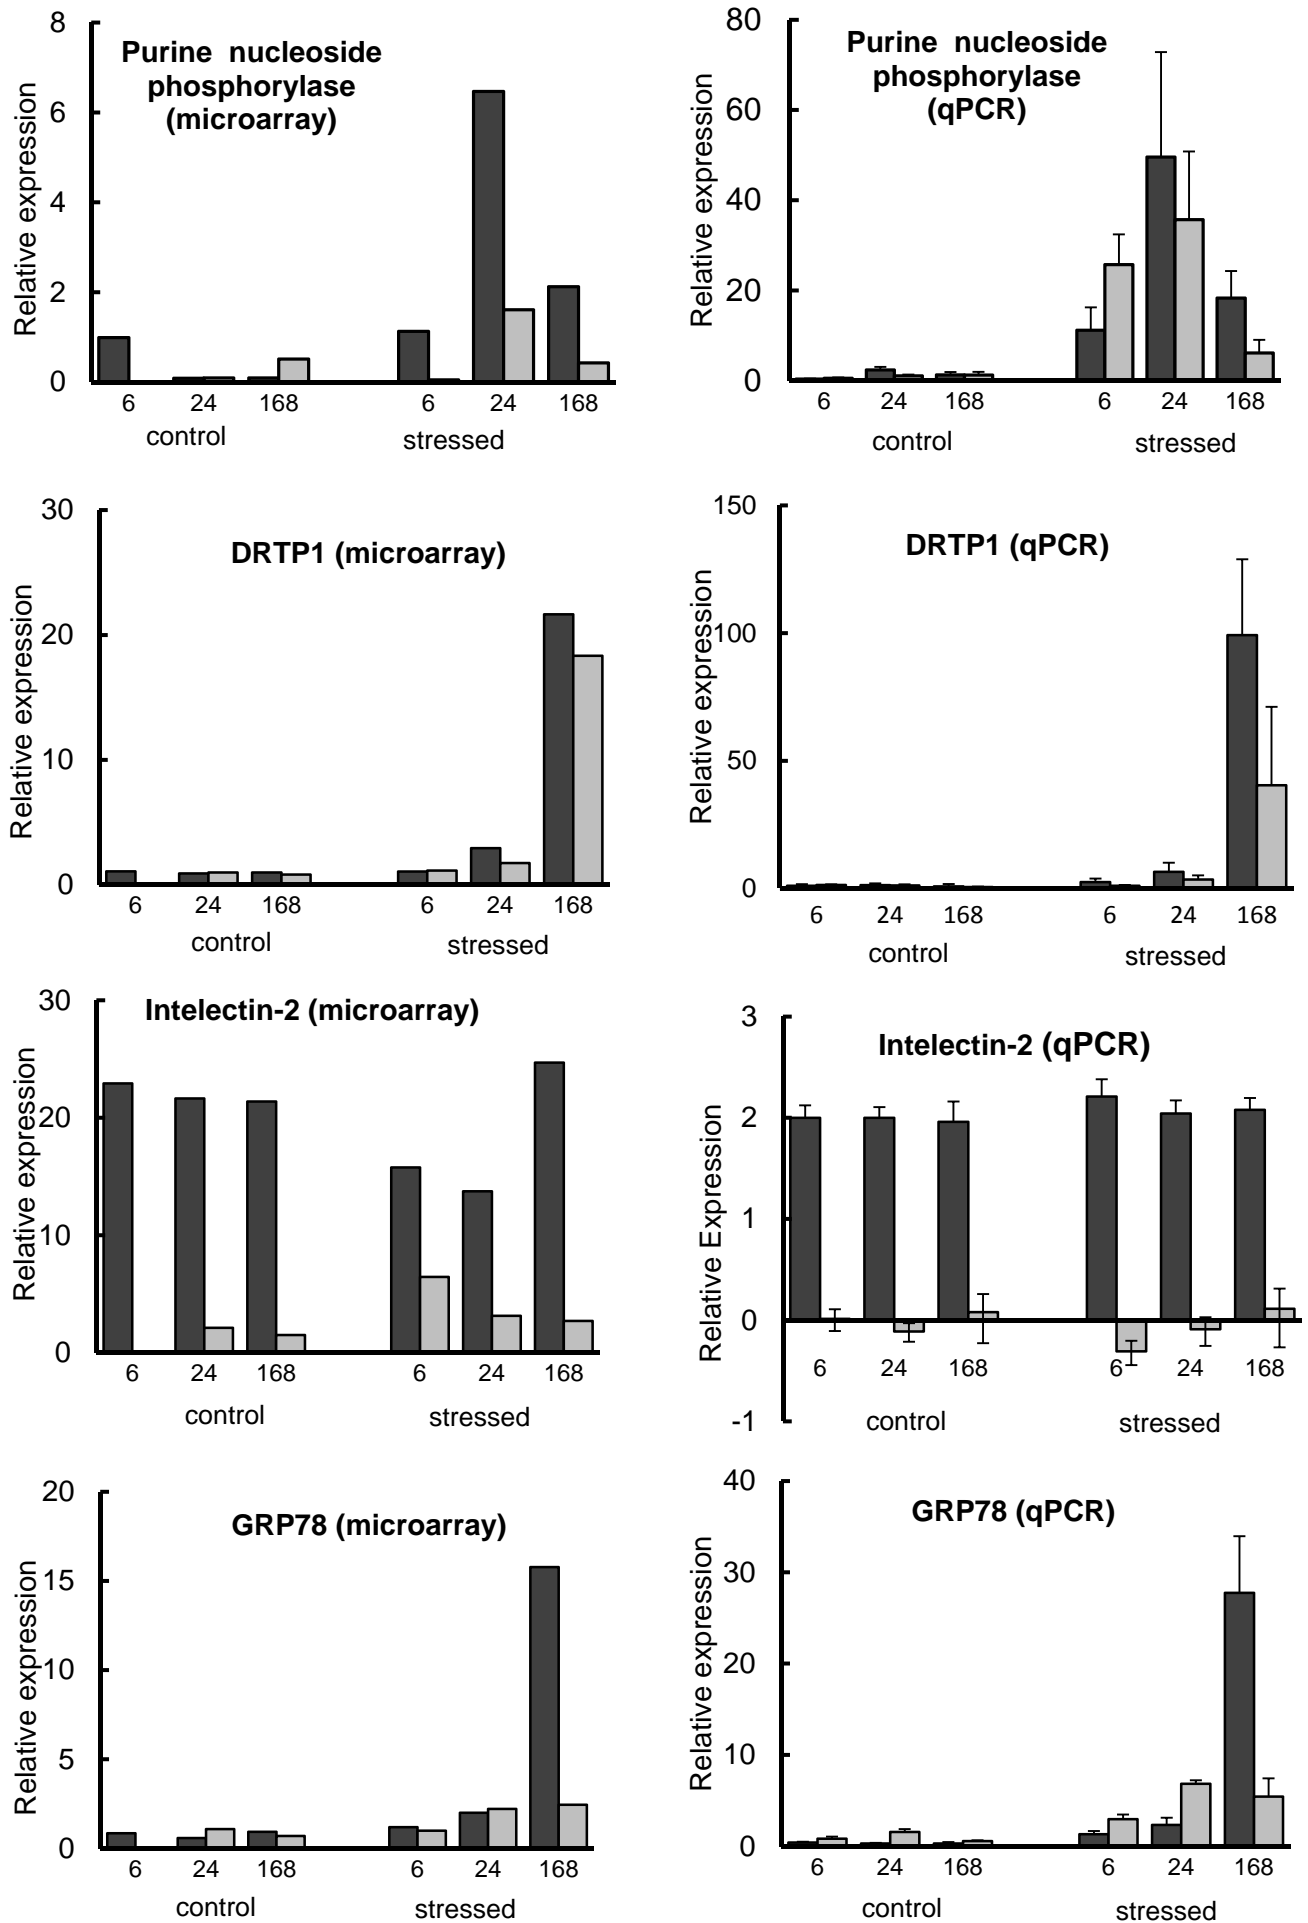 Purine nucleoside
phosphorylase
(microarray)
Relative expression
8
6
4
2
0
6 24 168 6 24 168
control stressed
Purine nucleoside
phosphorylase
(qPCR)
Relative expression
80
60
40
20
0
6 24 168 6 24 168
control stressed
DRTP1 (microarray)
Relative expression
30
20
10
0
6 24 168 6 24 168
control stressed
DRTP1 (qPCR)
Relative expression
150
100
50
0
6 24 168 6 24 168
control stressed
Intelectin-2 (microarray)
Relative expression
30
20
10
0
6 24 168 6 24 168
control stressed
Intelectin-2 (qPCR)
Relative Expression
3
2
1
0
-1
6 24 168 6 24 168
control stressed
GRP78 (microarray)
Relative expression
20
15
10
5
0
6 24 168 6 24 168
control stressed
GRP78 (qPCR)
Relative expression
40
30
20
10
0
6 24 168 6 24 168
control stressed